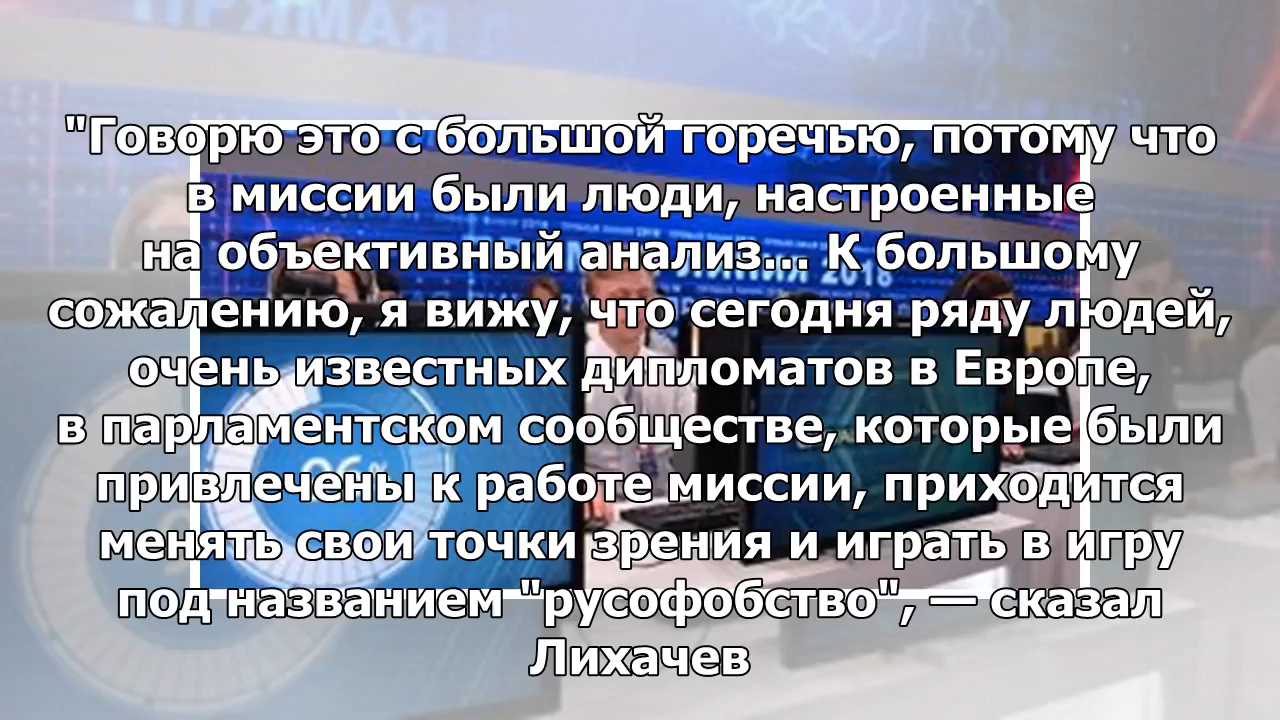 ПРЯМАЯ
"Говорю это с большой горечью, потому что
в миссии были люди, настроенные
на объективный анализ... К большому
сожалению, я вижу, что сегодня ряду людей,
очень известных дипломатов в Европе,
в парламентском сообществе, которые были
привлечены к работе миссии, приходится
менять свои точки зрения и играть в игру
под названием "русофобство", — сказал
Лихачев
2018